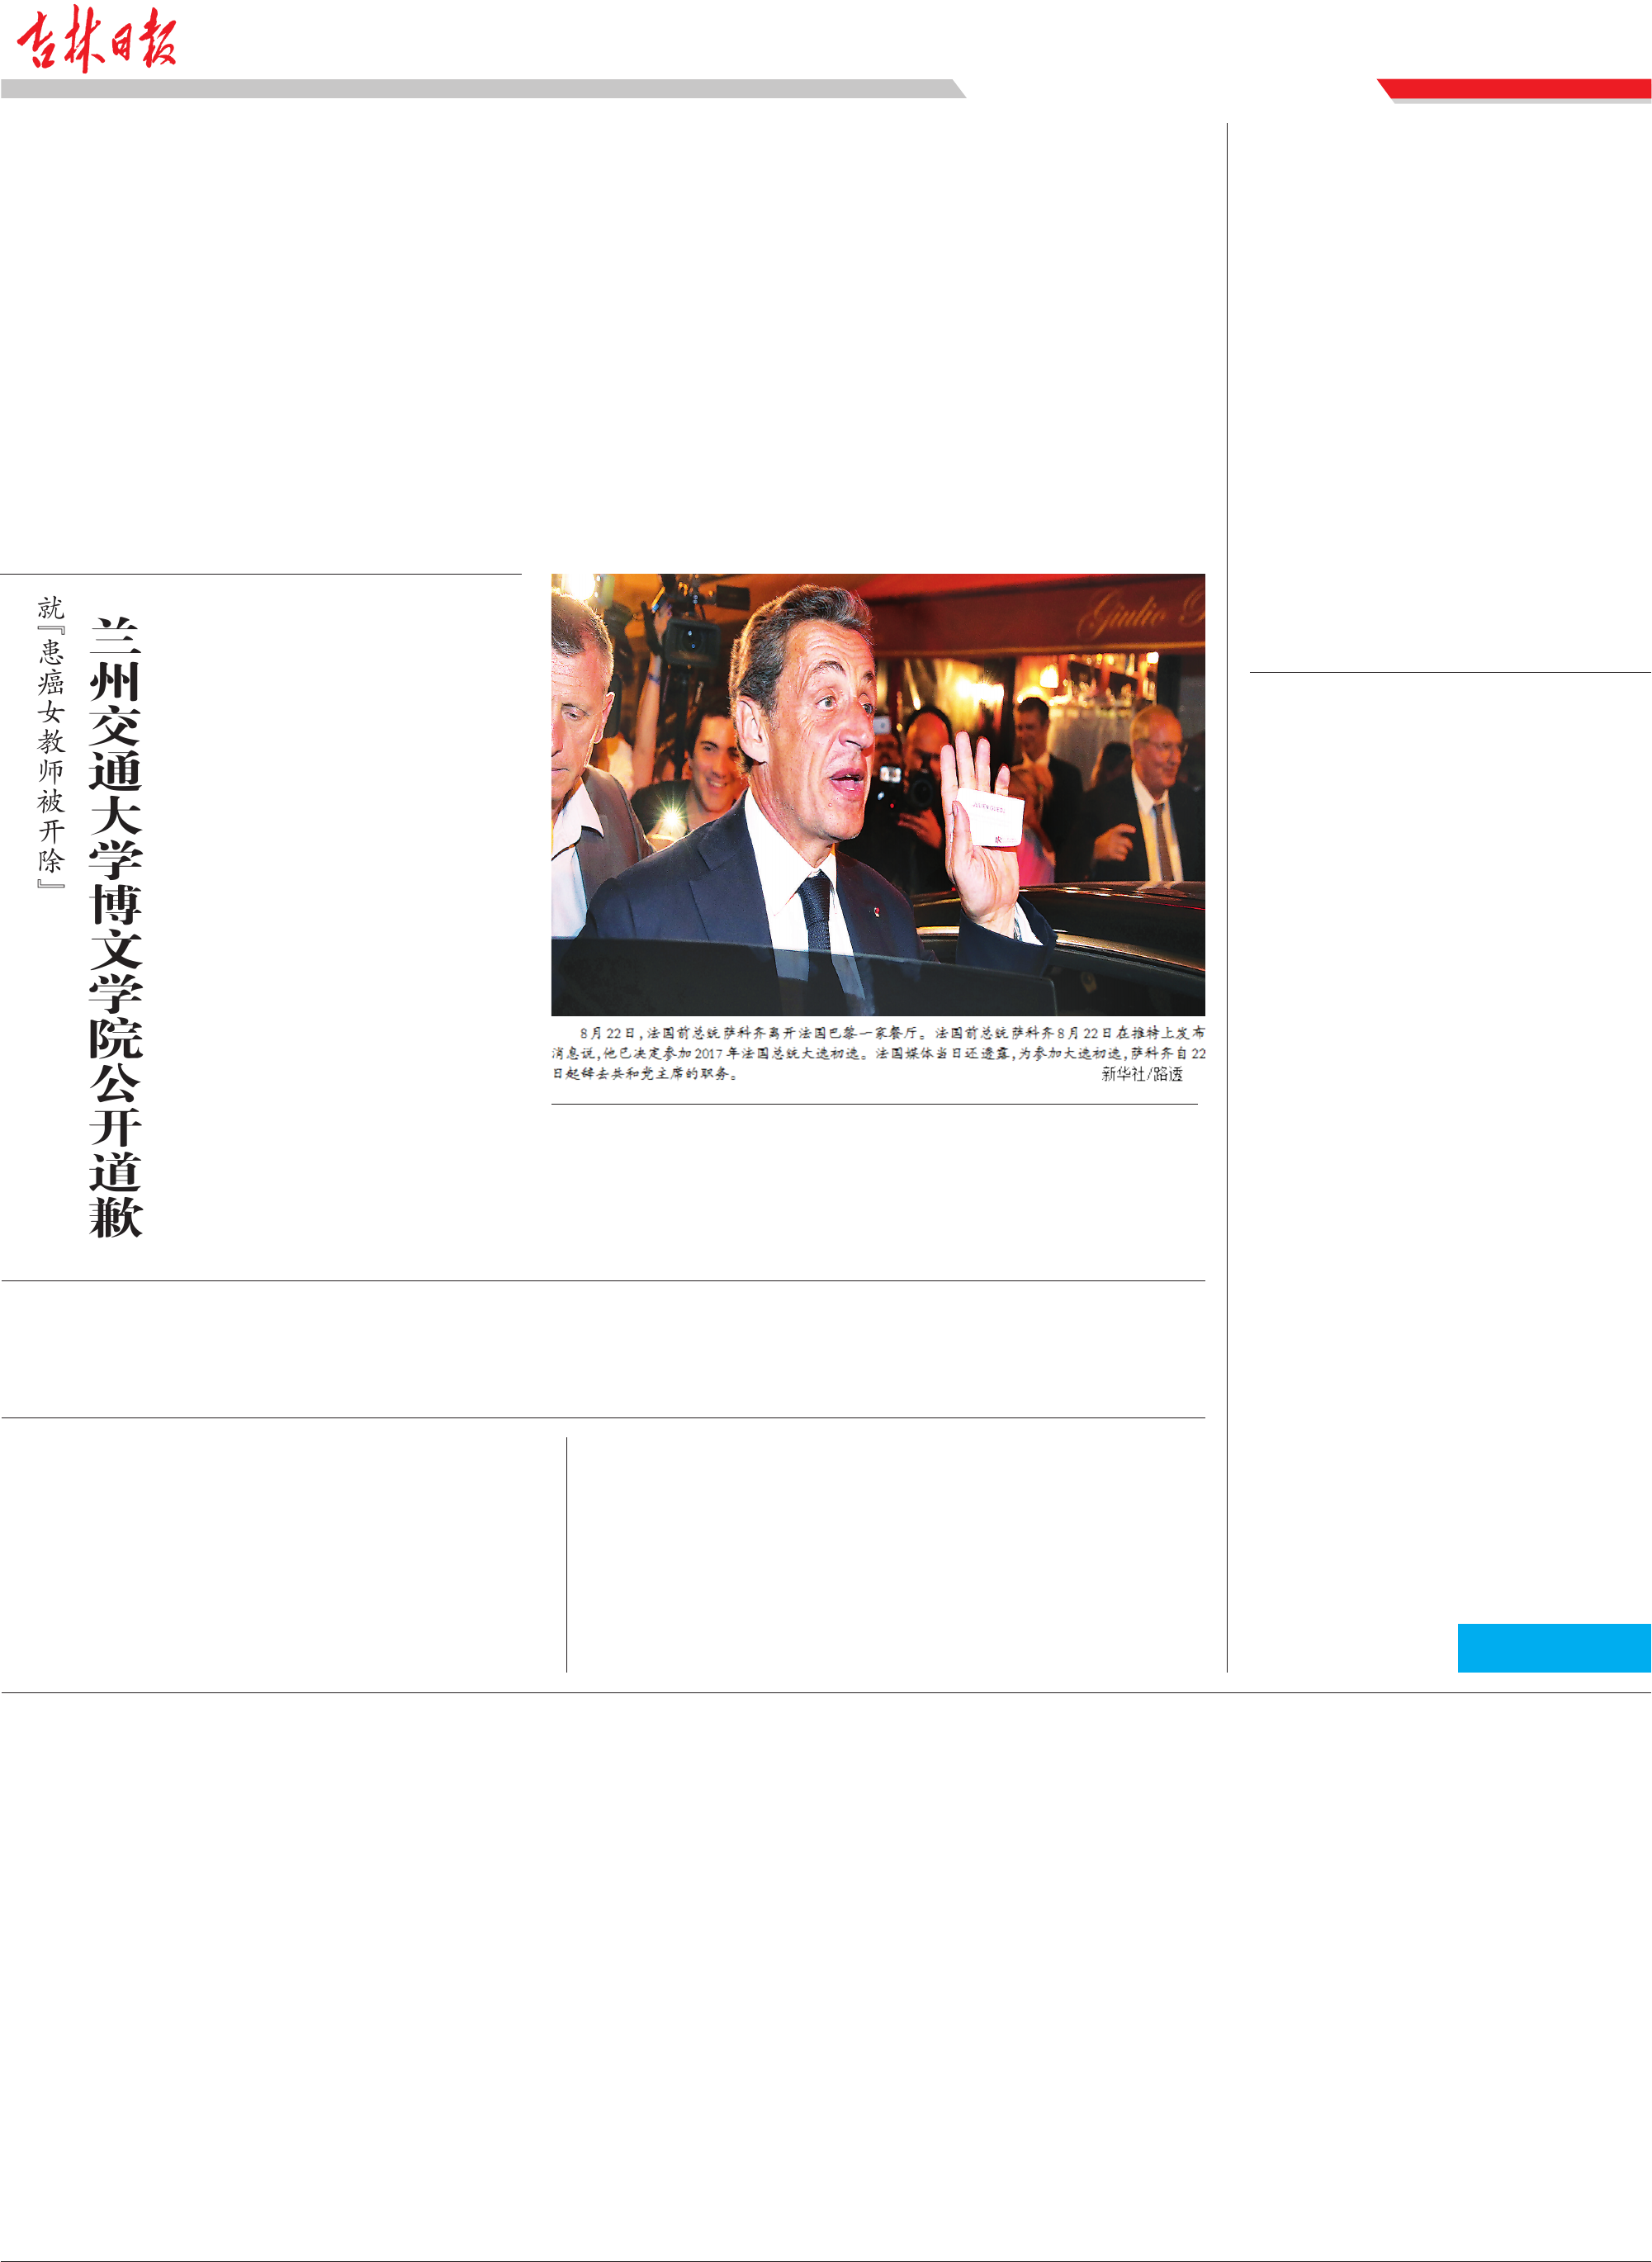 吉林日报
就『患癌女教师被开除』
兰州交通大学博文学院公开道歉
Giulio
8月22日，法国前总统萨科齐离开法国巴黎一家餐厅。法国前总统萨科齐8月22日在推特上发布
消息说，他已决定参加2017年法国总统大选初选。法国媒体当日还透露，为参加大选初选，萨科齐自22
日起辞去共和党主席的职务。
新华社/路透